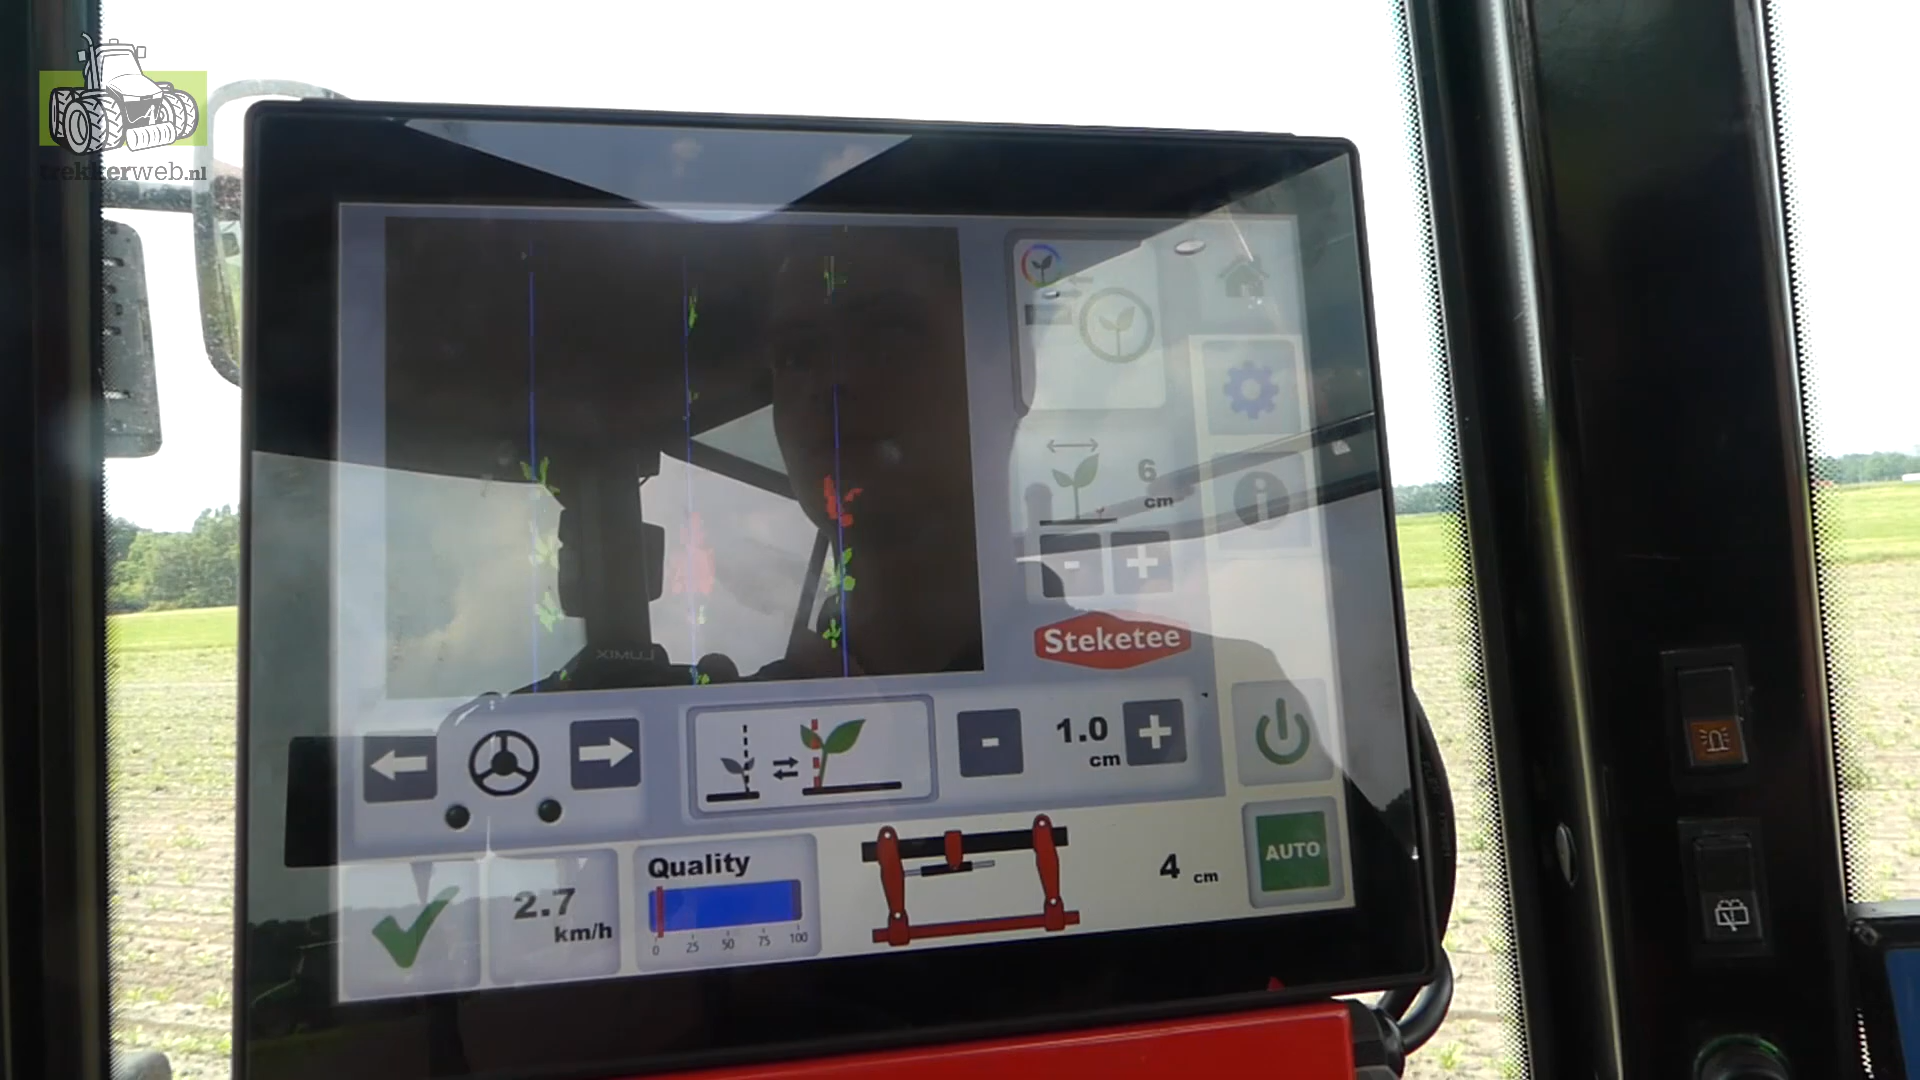 trekkerweb.nl
6
cm
- +
Steketee
LUMIX
- 1.0 +
cm
Quality
2.7
km/h
0 25 50 75 100
4 cm
AUTO
i